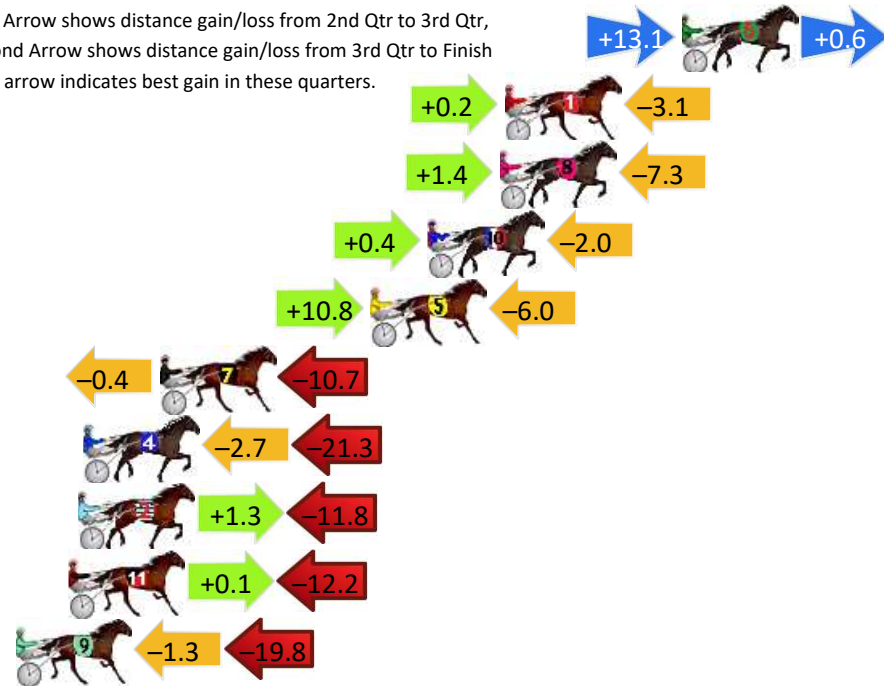 Arrow shows distance gain/loss from 2nd Qtr to 3rd Qtr,
ond Arrow shows distance gain/loss from 3rd Qtr to Finish
arrow indicates best gain in these quarters.
+13.1 +0.6
+0.2 1 −3.1
+1.4 8 −7.3
+0.4 10 −2.0
+10.8 5 −6.0
−0.4 7 −10.7
4 −2.7 −21.3
2 +1.3 −11.8
11 +0.1 −12.2
9 −1.3 −19.8